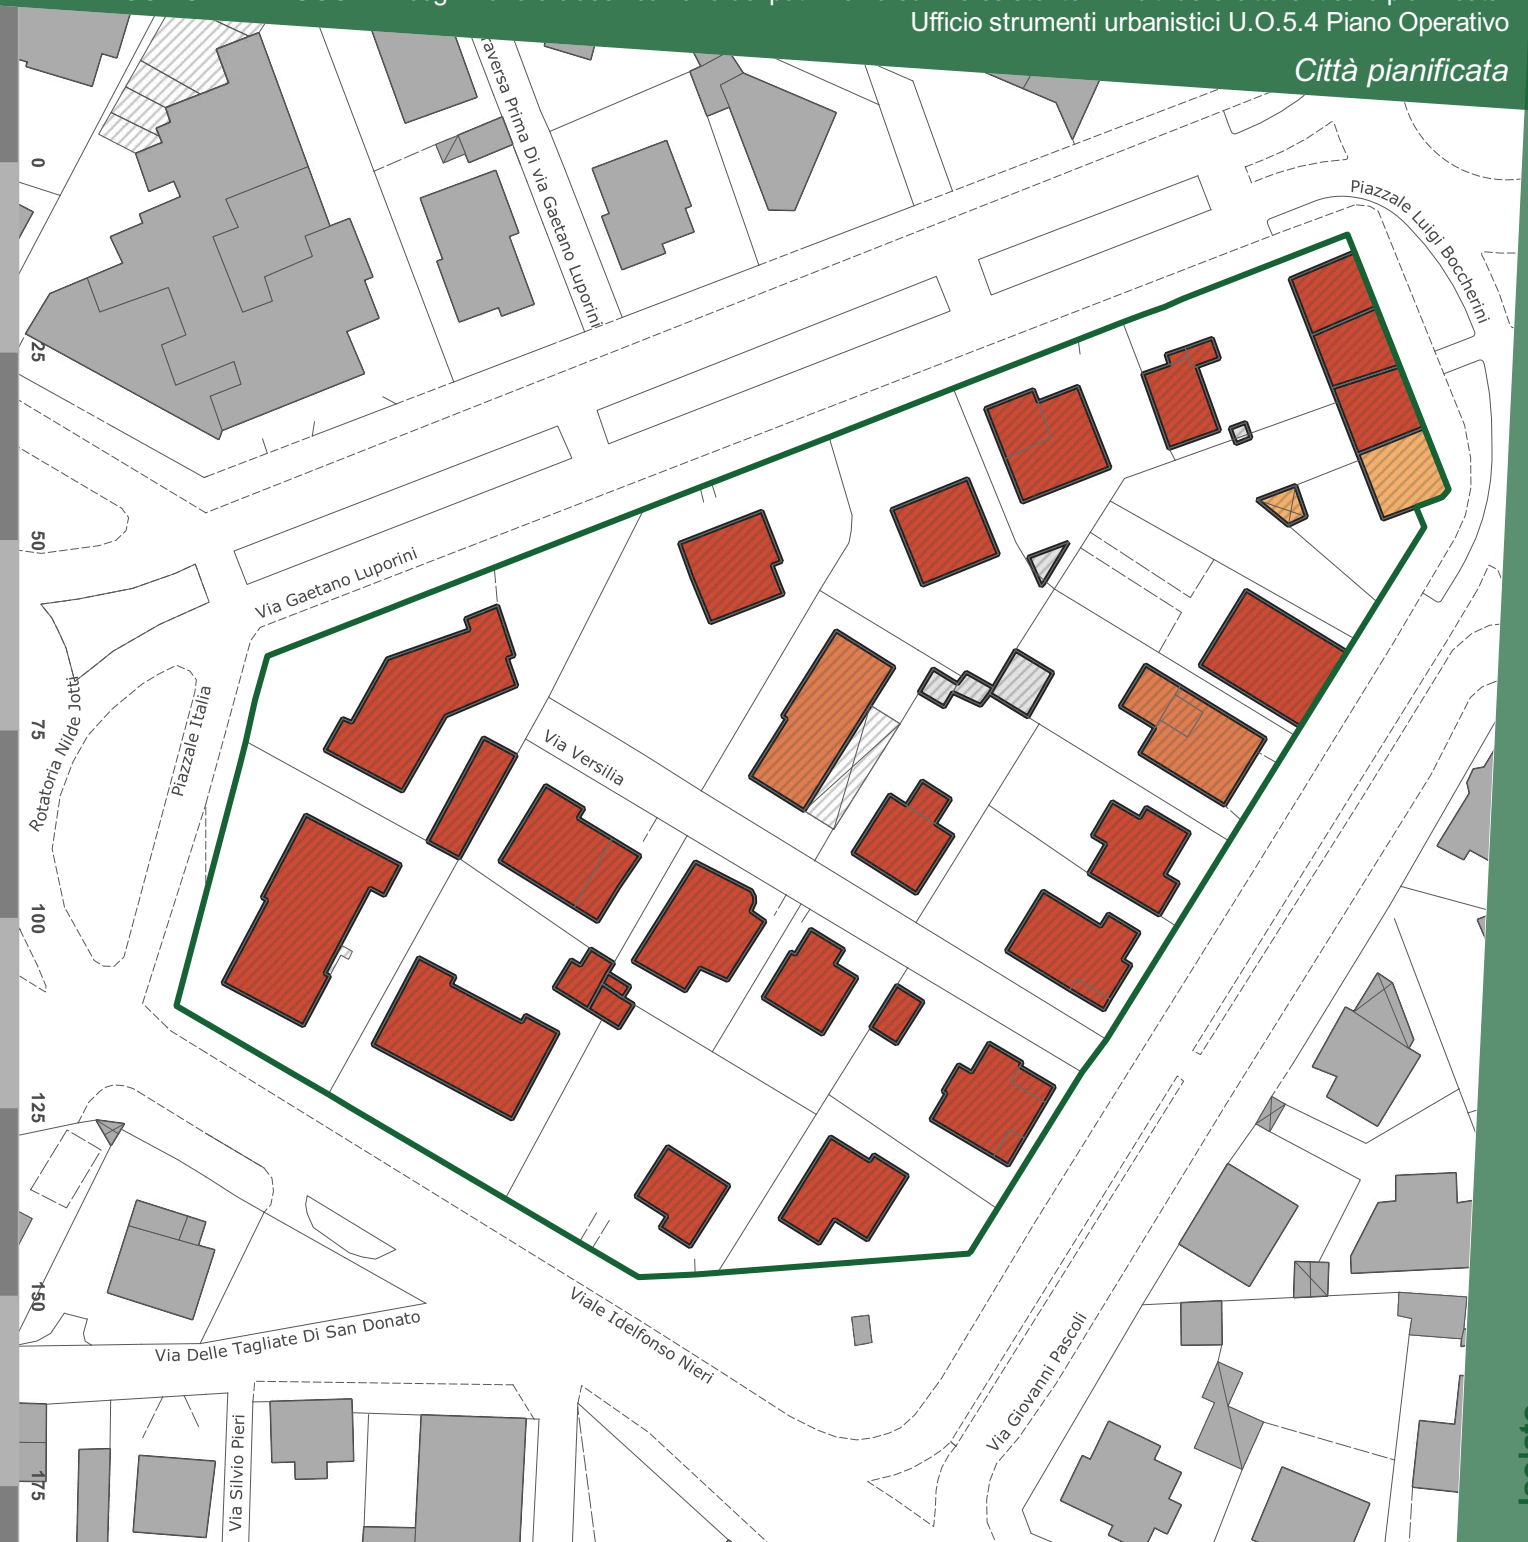 Ufficio strumenti urbanistici U.O.5.4 Piano Operativo
Città pianificata
Piazzale Luigi Boccherini
Prima Di via Gaetano Luporini
0
25
50
75
100
125
150
175
Via Gaetano Luporini
Rotatoria Nilde Jotti
Piazzale Italia
Via Versilia
Viale Idelfonso Nieri
Via Delle Tagliate Di San Donato
Via Silvio Pieri
Via Giovanni Pascoli